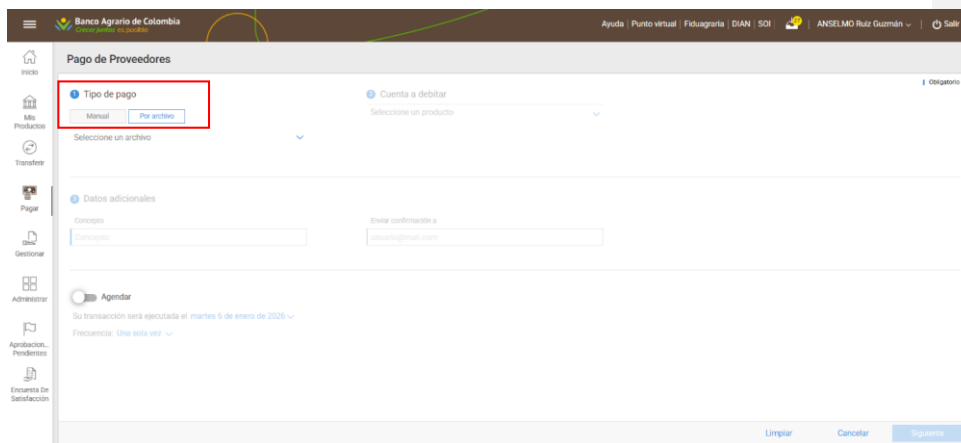 Banco Agrario de Colombia
Crecer juntos es posible
Ayuda | Punto virtual | Fiduagraria | DIAN | SOI |
ANSELMO Ruiz Guzmán
Salir
Inicio
Mis
Productos
Transferir
Pagar
Gestionar
Administrar
Aprobacion...
Pendientes
Encuesta De
Satisfacción
Pago de Proveedores
Obligatorio
1 Tipo de pago
Manual
Por archivo
Seleccione un archivo
2 Cuenta a debitar
Seleccione un producto
3 Datos adicionales
Concepto
Concepto
Enviar confirmación a
usuario@mail.com
Agendar
Su transacción será ejecutada el martes 6 de enero de 2026
Frecuencia: Una sola vez
Limpiar
Cancelar
Siguiente